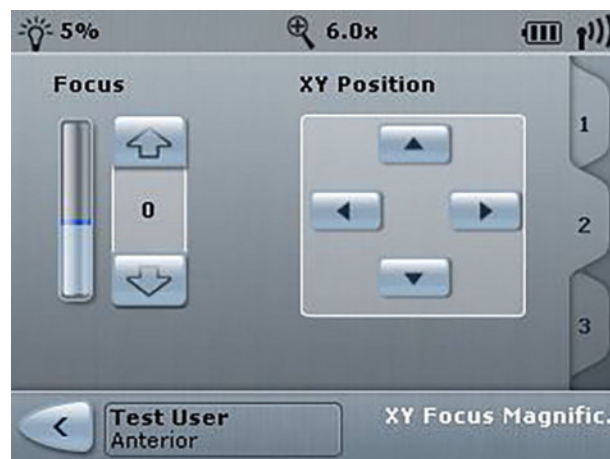 5%
6.0x
Focus
XY Position
0
1
2
3
Test User
Anterior
XY Focus Magnific.